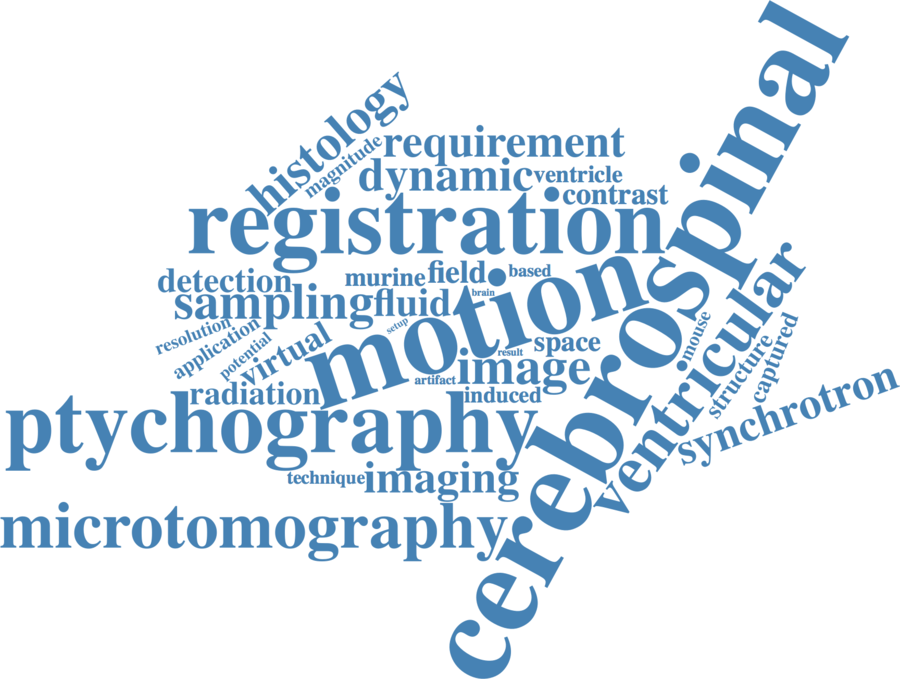 histology
magnitude
requirement
dynamic
ventricle
contrast
registration
cerebrospinal
detection
murine
field
based
motion
sampling
fluid
brain
ventricular
resolution
application
potential
virtual
setup
space
mouse
structure
captured
result
image
artifact
radiation
induced
synchrotron
ptychography
technique
imaging
microtomography